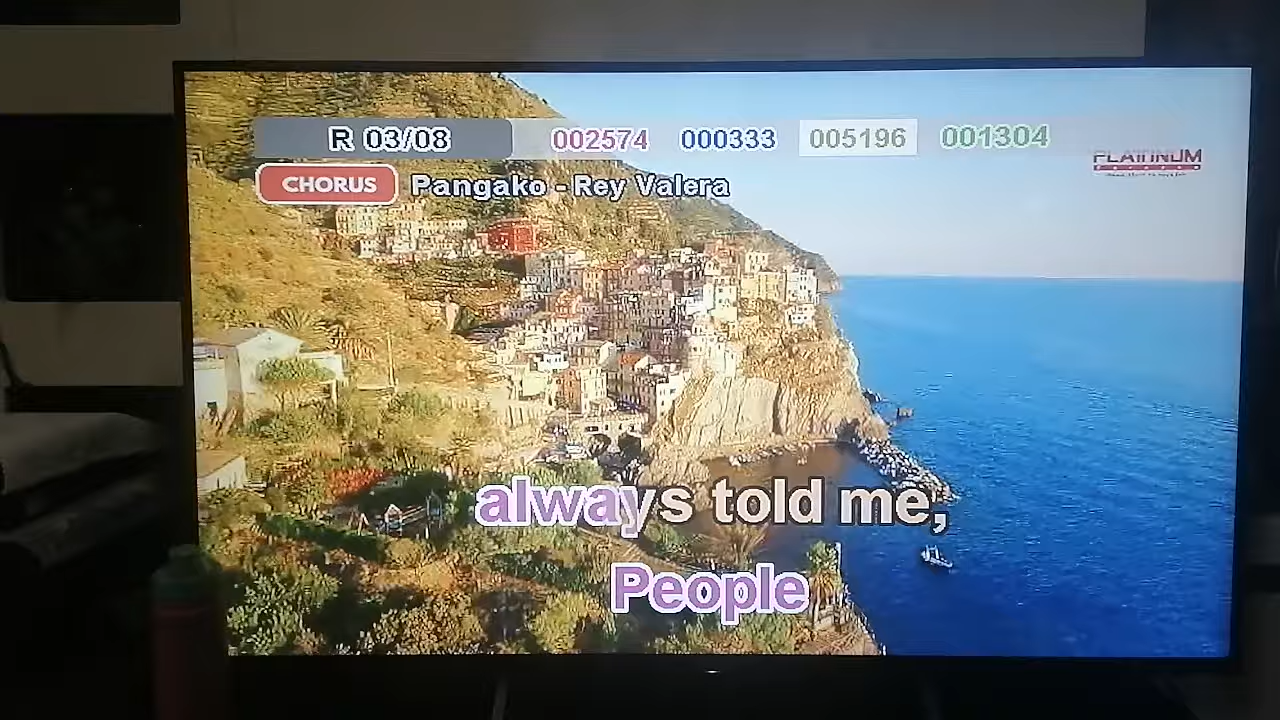 R 03/08 002574 000333 005196 001304
PLATINUM
CHORUS Pangako - Rey Valera
always told me,
People